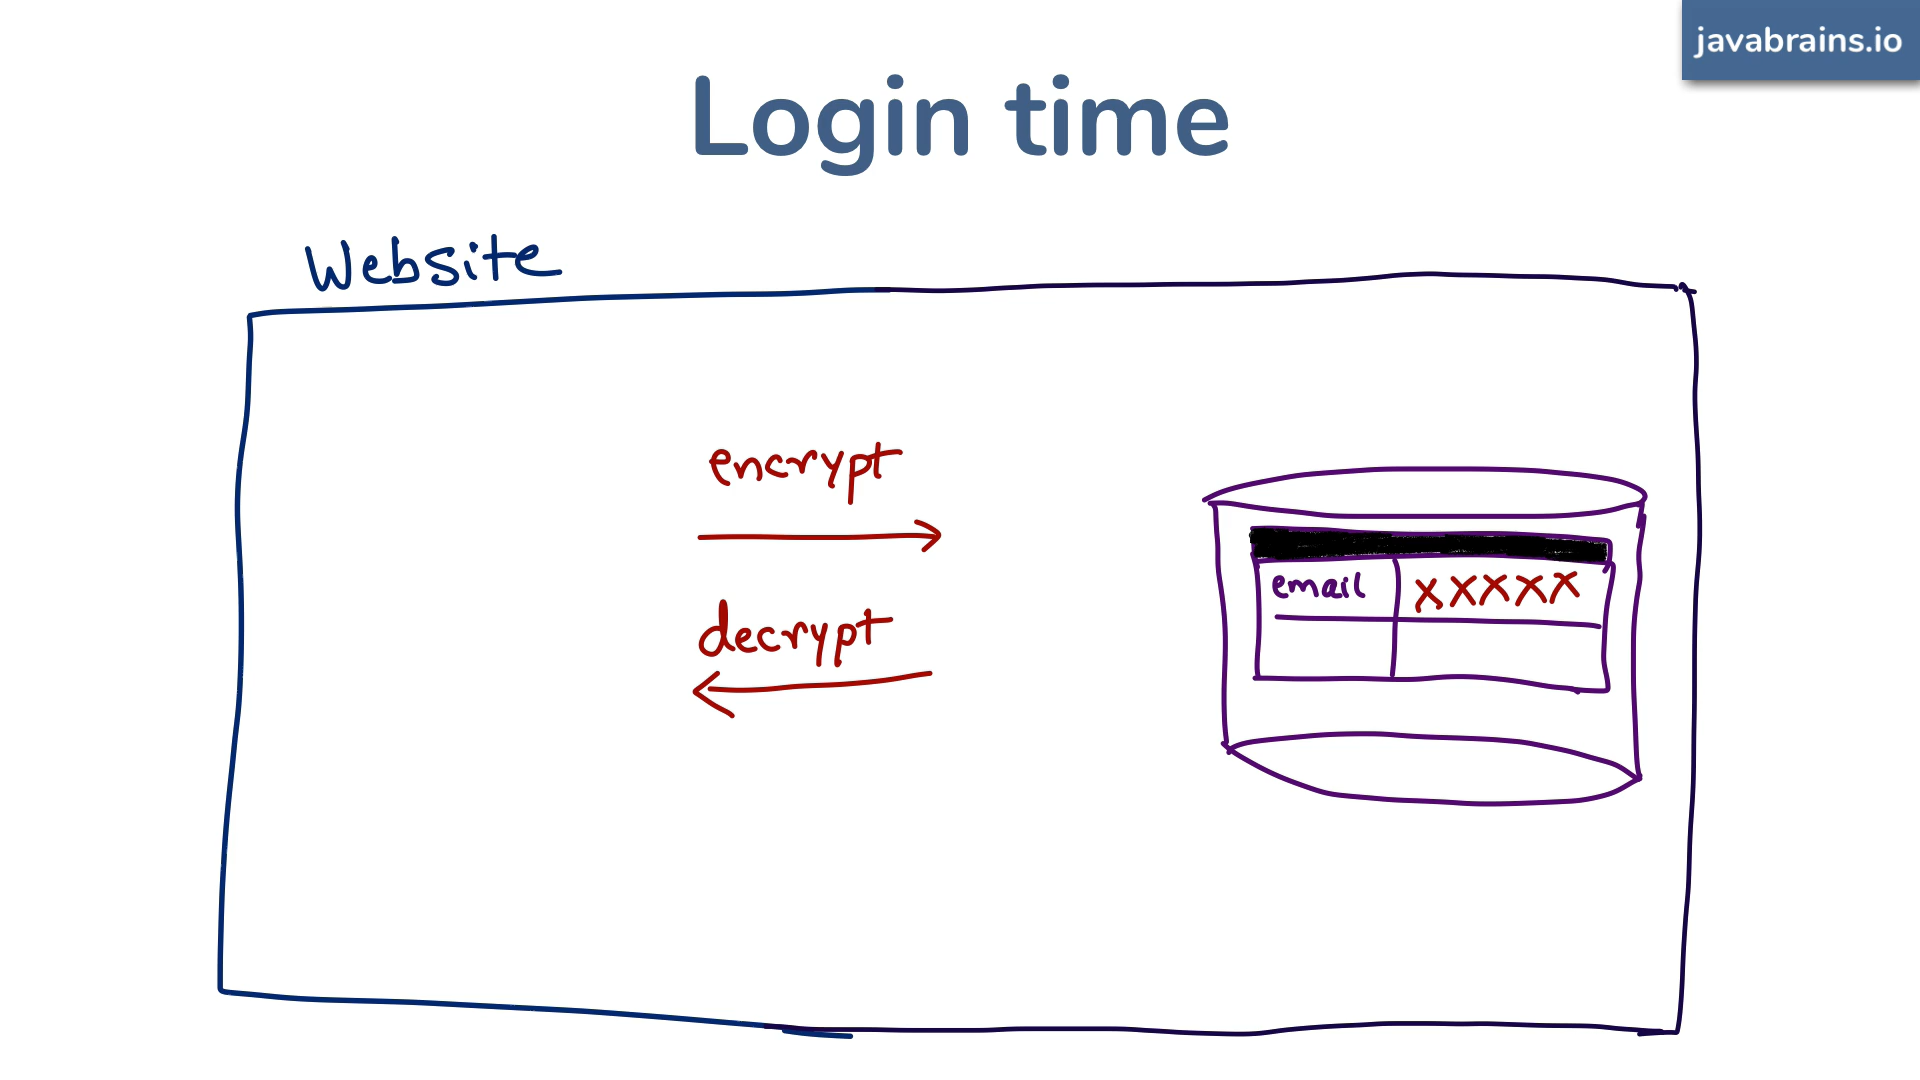 javabrains.io
Login time
Website
encrypt
decrypt
email xxxxx